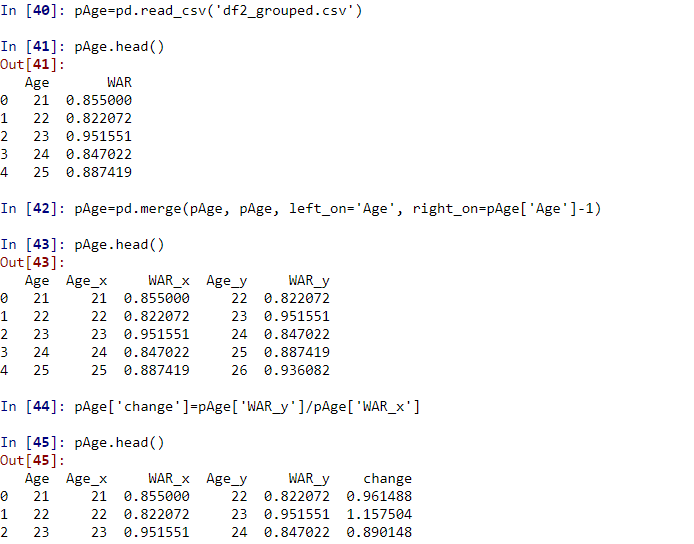 In [40]: pAge=pd.read_csv('df2_grouped.csv')
In [41]: pAge.head()
Out[41]:
   Age       WAR
0   21  0.855000
1   22  0.822072
2   23  0.951551
3   24  0.847022
4   25  0.887419
In [42]: pAge=pd.merge(pAge, pAge, left_on='Age', right_on=pAge['Age']-1)
In [43]: pAge.head()
Out[43]:
   Age  Age_x     WAR_x  Age_y     WAR_y
0   21     21  0.855000     22  0.822072
1   22     22  0.822072     23  0.951551
2   23     23  0.951551     24  0.847022
3   24     24  0.847022     25  0.887419
4   25     25  0.887419     26  0.936082
In [44]: pAge['change']=pAge['WAR_y']/pAge['WAR_x']
In [45]: pAge.head()
Out[45]:
   Age  Age_x     WAR_x  Age_y     WAR_y    change
0   21     21  0.855000     22  0.822072  0.961488
1   22     22  0.822072     23  0.951551  1.157504
2   23     23  0.951551     24  0.847022  0.890148